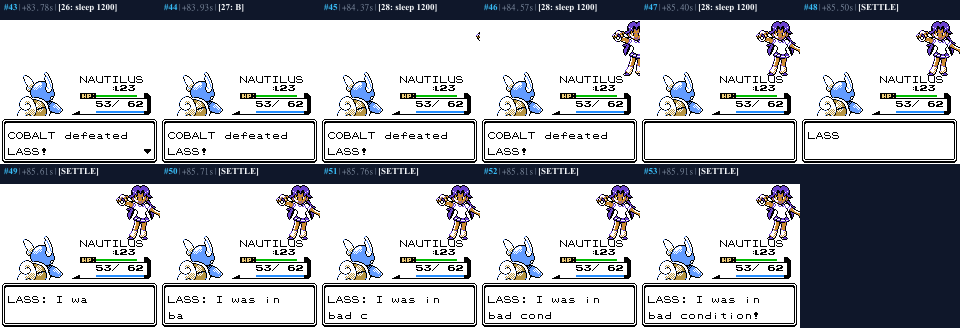 #43|+83.78s| [26: sleep 1200]
NAUTILUS
:L23
HP:
53/ 62
COBALT defeated
LASS!
#44|+83.93s| [27: B]
NAUTILUS
:L23
HP:
53/ 62
COBALT defeated
LASS!
#45|+84.37s| [28: sleep 1200]
NAUTILUS
:L23
HP:
53/ 62
COBALT defeated
LASS!
#46|+84.57s| [28: sleep 1200]
NAUTILUS
:L23
HP:
53/ 62
COBALT defeated
LASS!
#47|+85.40s| [28: sleep 1200]
NAUTILUS
:L23
HP:
53/ 62
#48|+85.50s| [SETTLE]
NAUTILUS
:L23
HP:
53/ 62
LASS
#49|+85.61s| [SETTLE]
NAUTILUS
:L23
HP:
53/ 62
LASS: I wa
#50|+85.71s| [SETTLE]
NAUTILUS
:L23
HP:
53/ 62
LASS: I was in
ba
#51|+85.76s| [SETTLE]
NAUTILUS
:L23
HP:
53/ 62
LASS: I was in
bad c
#52|+85.81s| [SETTLE]
NAUTILUS
:L23
HP:
53/ 62
LASS: I was in
bad cond
#53|+85.91s| [SETTLE]
NAUTILUS
:L23
HP:
53/ 62
LASS: I was in
bad condition!